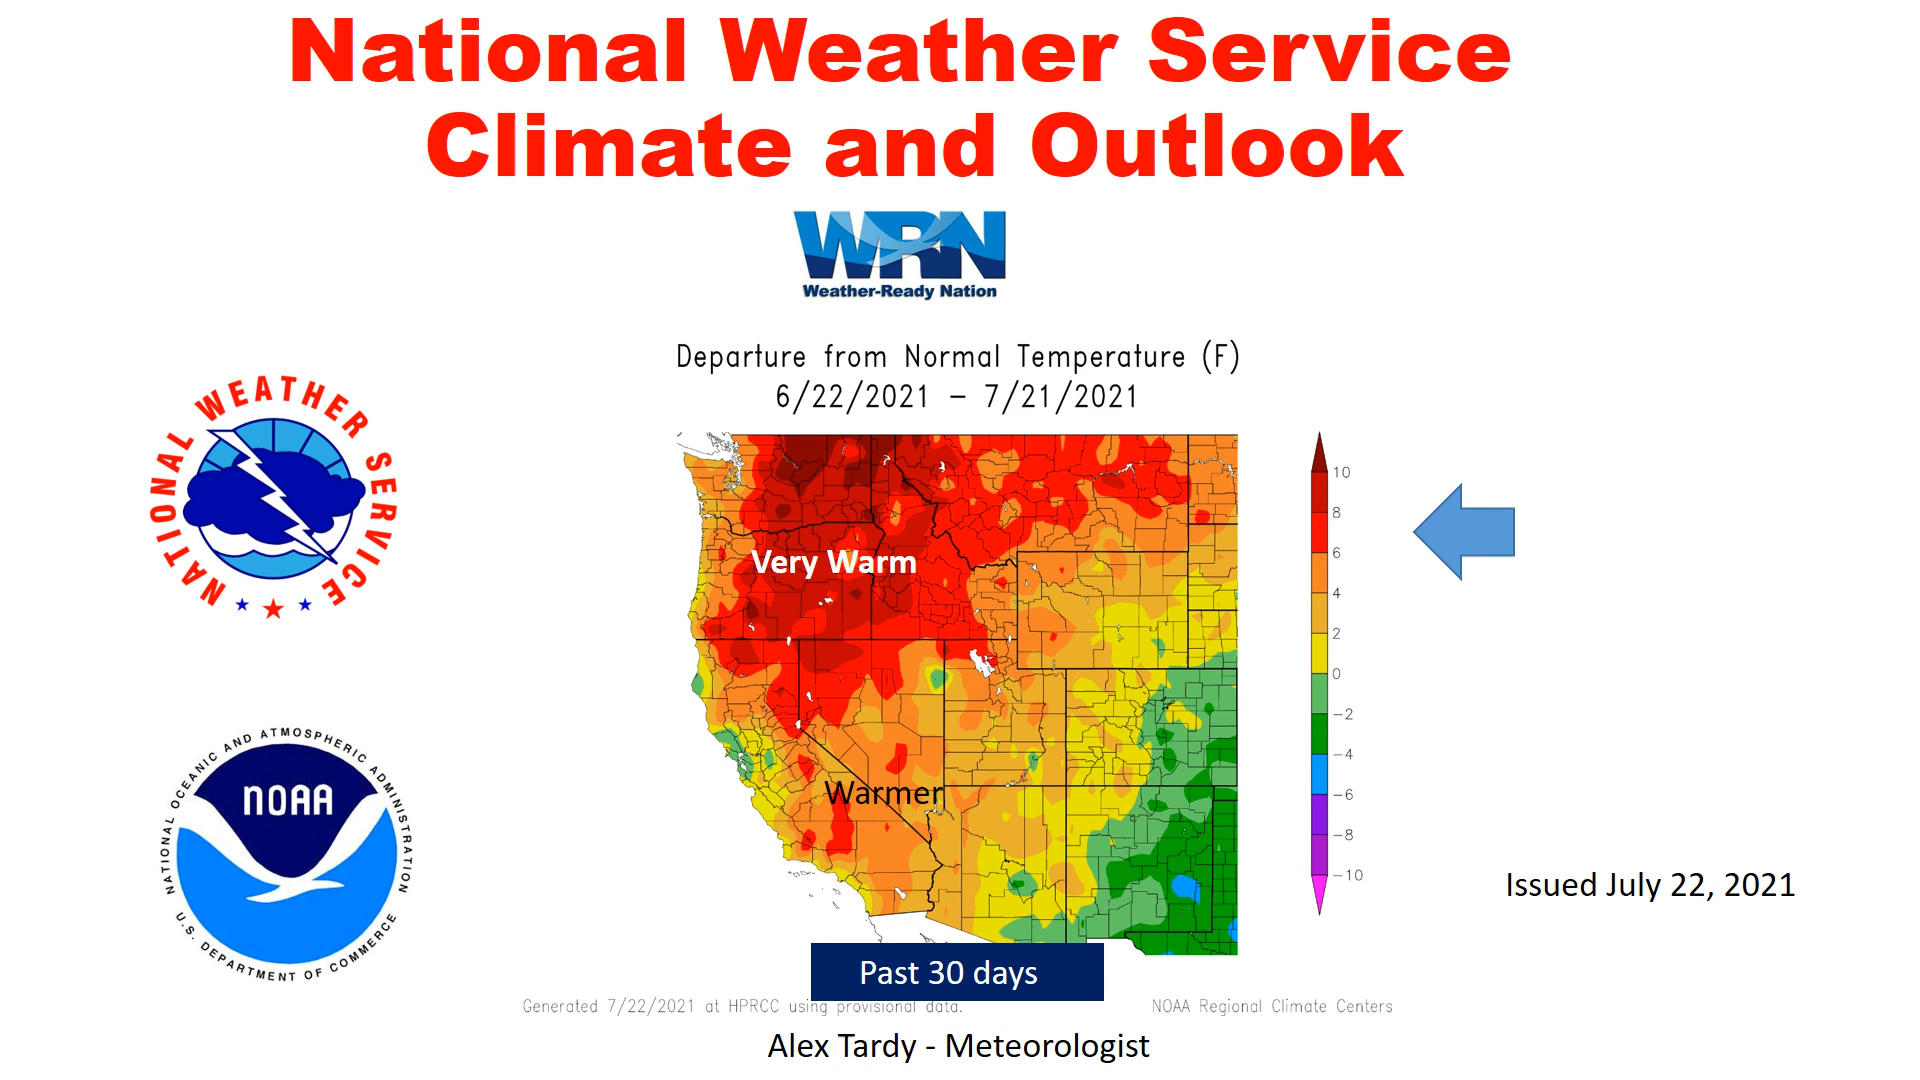 National Weather Service
Climate and Outlook
WRN
Weather-Ready Nation
Departure from Normal Temperature (F)
6/22/2021 – 7/21/2021
NATIONAL WEATHER SERVICE
Very Warm
Warmer
10
8
6
4
2
0
−2
−4
−6
−8
−10
NATIONAL OCEANIC AND ATMOSPHERIC ADMINISTRATION
NOAA
U.S. DEPARTMENT OF COMMERCE
Issued July 22, 2021
Past 30 days
Generated 7/22/2021 at HPRCC using provisional data.
NOAA Regional Climate Centers
Alex Tardy - Meteorologist